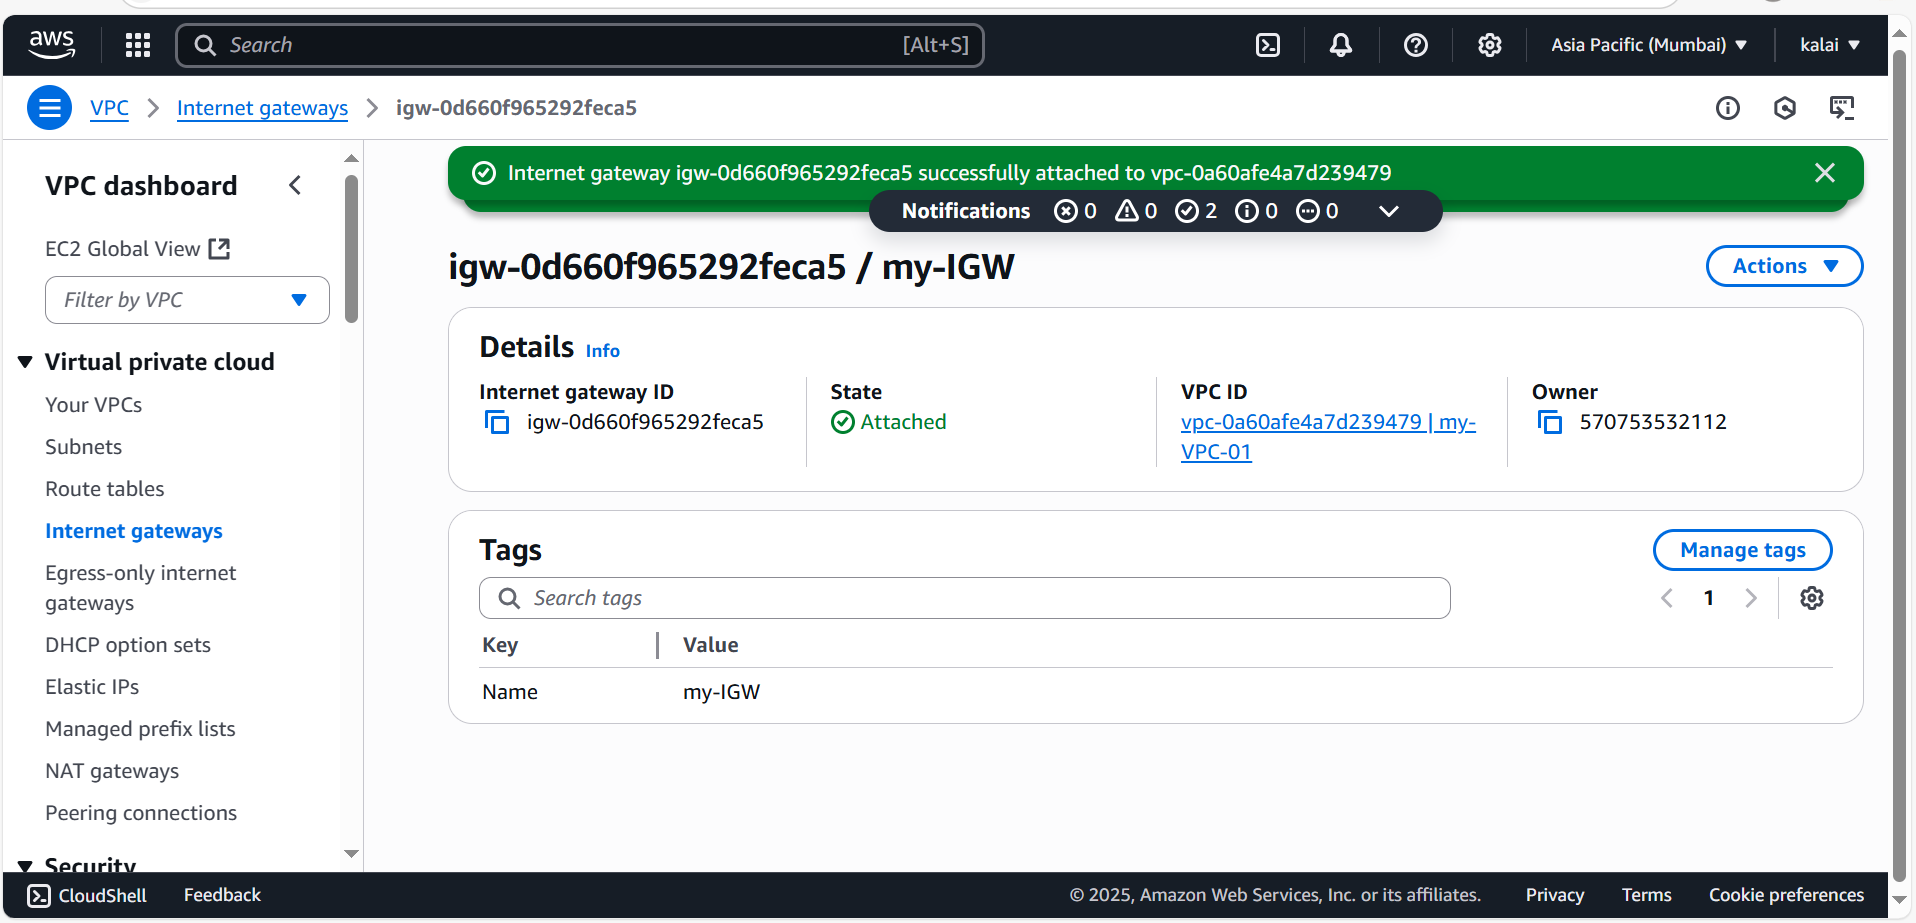 aws
Search [Alt+S]
Asia Pacific (Mumbai) kalai
VPC Internet gateways igw-0d660f965292feca5
VPC dashboard
EC2 Global View
Filter by VPC
Virtual private cloud
Your VPCs
Subnets
Route tables
Internet gateways
Egress-only internet
gateways
DHCP option sets
Elastic IPs
Managed prefix lists
NAT gateways
Peering connections
Security
Internet gateway igw-0d660f965292feca5 successfully attached to vpc-0a60afe4a7d239479
Notifications 0 0 2 0 0
igw-0d660f965292feca5 / my-IGW
Actions
Details Info
Internet gateway ID
igw-0d660f965292feca5
State
Attached
VPC ID
vpc-0a60afe4a7d239479 | my-
VPC-01
Owner
570753532112
Tags
Manage tags
Search tags
1
Key Value
Name my-IGW
CloudShell Feedback
© 2025, Amazon Web Services, Inc. or its affiliates. Privacy Terms Cookie preferences